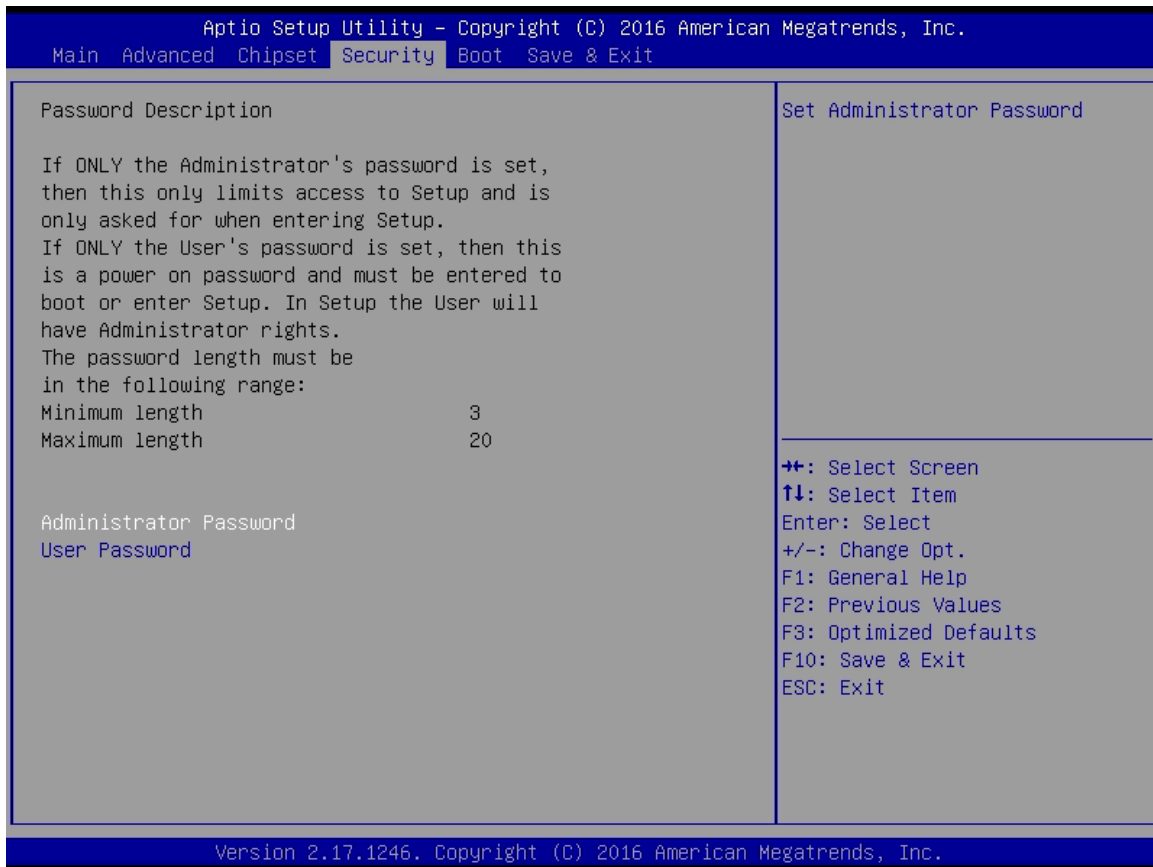 Aptio Setup Utility – Copyright (C) 2016 American Megatrends, Inc.
Main Advanced Chipset Security Boot Save & Exit
Password Description
If ONLY the Administrator's password is set,
then this only limits access to Setup and is
only asked for when entering Setup.
If ONLY the User's password is set, then this
is a power on password and must be entered to
boot or enter Setup. In Setup the User will
have Administrator rights.
The password length must be
in the following range:
Minimum length 3
Maximum length 20
Administrator Password
User Password
Set Administrator Password
→←: Select Screen
↑↓: Select Item
Enter: Select
+/-: Change Opt.
F1: General Help
F2: Previous Values
F3: Optimized Defaults
F10: Save & Exit
ESC: Exit
Version 2.17.1246. Copyright (C) 2016 American Megatrends, Inc.